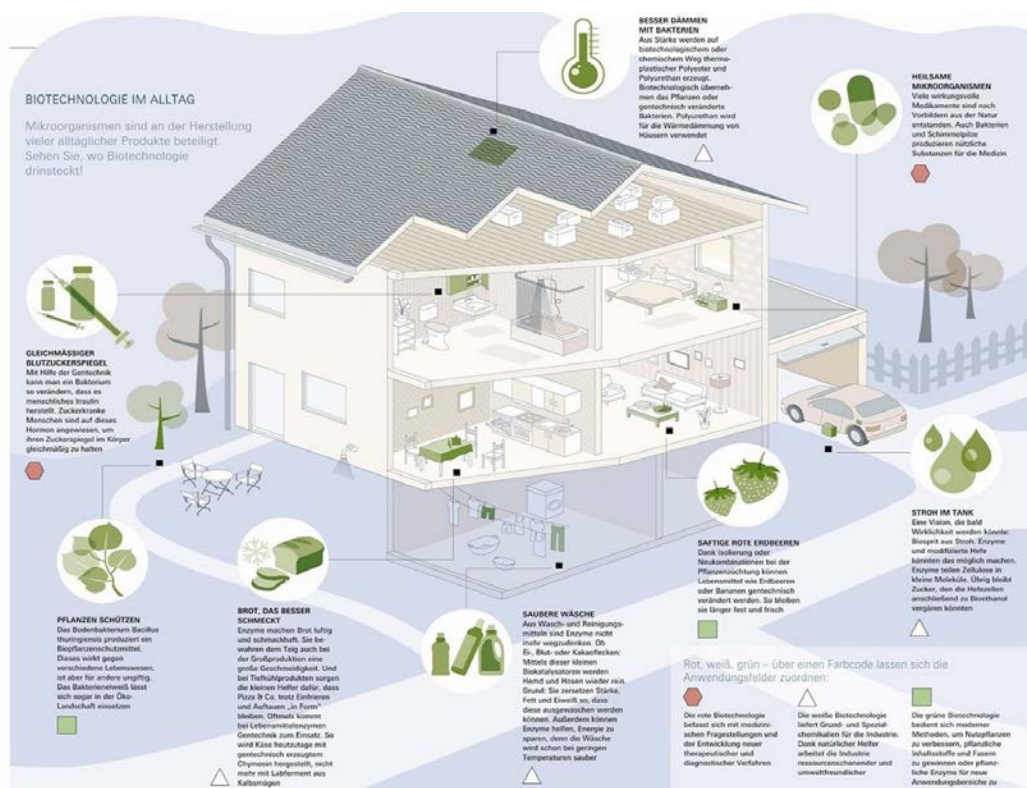 BIOTECHNOLOGIE IM ALLTAG
Mikroorganismen sind an der Herstellung
vieler alltäglicher Produkte beteiligt.
Sehen Sie, wo Biotechnologie
drinsteckt!
BESSER DÄMMEN
MIT BAKTERIEN
Aus Stärke werden auf
biotechnologischem oder
chemischem Weg thermo-
plastischer Polyester und
Polyurethan erzeugt.
Biotechnologisch überneh-
men das Pflanzen oder
gentechnisch veränderte
Bakterien. Polyurethan wird
für die Wärmedämmung von
Häusern verwendet
HEILSAME
MIKROORGANISMEN
Viele wirkungsvolle
Medikamente sind nach
Vorbildern aus der Natur
entstanden. Auch Bakterien
und Schimmelpilze
produzieren nützliche
Substanzen für die Medizin
GLEICHMÄSSIGER
BLUTZUCKERSPIEGEL
Mit Hilfe der Gentechnik
kann man ein Bakterium
so verändern, dass es
menschliches Insulin
herstellt. Zuckerkranke
Menschen sind auf dieses
Hormon angewiesen, um
ihren Zuckerspiegel im Körper
gleichmäßig zu halten
PFLANZEN SCHÜTZEN
Das Bodenbakterium Bacillus
thuringiensis produziert ein
Biopflanzenschutzmittel.
Dieses wirkt gegen
verschiedene Lebewesen,
ist aber für andere ungiftig.
Das Bakterieneiweiß lässt
sich sogar in der Öko-
Landschaft einsetzen
BROT, DAS BESSER
SCHMECKT
Enzyme machen Brot luftig
und schmackhaft. Sie be-
wahren dem Teig auch bei
der Großproduktion eine
große Geschmeidigkeit. Und
bei Tiefkühlprodukten sorgen
die kleinen Helfer dafür, dass
Pizza & Co. trotz Einfrieren
und Auftauen „in Form"
bleiben. Oftmals kommt
bei Lebensmittelenzymen
Gentechnik zum Einsatz. So
wird Käse heutzutage mit
gentechnisch erzeugtem
Chymosin hergestellt, nicht
mehr mit Labferment aus
Kalbsmägen
SAUBERE WÄSCHE
Aus Wasch- und Reinigungs-
mitteln sind Enzyme nicht
mehr wegzudenken. Ob
Ei-, Blut- oder Kakaoflecken:
Mittels dieser kleinen
Biokatalysatoren werden
Hemd und Hosen wieder rein.
Grund: Sie zersetzen Stärke,
Fett und Eiweiß so, dass
diese ausgewaschen werden
können. Außerdem können
Enzyme helfen, Energie zu
sparen, denn die Wäsche
wird schon bei geringen
Temperaturen sauber
SAFTIGE ROTE ERDBEEREN
Dank Isolierung oder
Neukombinationen bei der
Pflanzenzüchtung können
Lebensmittel wie Erdbeeren
oder Bananen gentechnisch
verändert werden. So bleiben
sie länger fest und frisch
STROH IM TANK
Eine Vision, die bald
Wirklichkeit werden könnte:
Biosprit aus Stroh. Enzyme
und modifizierte Hefe
könnten das möglich machen.
Enzyme teilen Zellulose in
kleine Moleküle. Übrig bleibt
Zucker, den die Hefezellen
anschließend zu Bioethanol
vergären könnten
Rot, weiß, grün – über einen Farbcode lassen sich die
Anwendungsfelder zuordnen:
Die rote Biotechnologie
befasst sich mit medizini-
schen Fragestellungen und
der Entwicklung neuer
therapeutischer und
diagnostischer Verfahren
Die weiße Biotechnologie
liefert Grund- und Spezial-
chemikalien für die Industrie.
Dank natürlicher Helfer
arbeitet die Industrie
ressourcenschonender und
umweltfreundlicher
Die grüne Biotechnologie
bedient sich moderner
Methoden, um Nutzpflanzen
zu verbessern, pflanzliche
Inhaltsstoffe und Fasern
zu gewinnen oder pflanz-
liche Enzyme für neue
Anwendungsbereiche zu